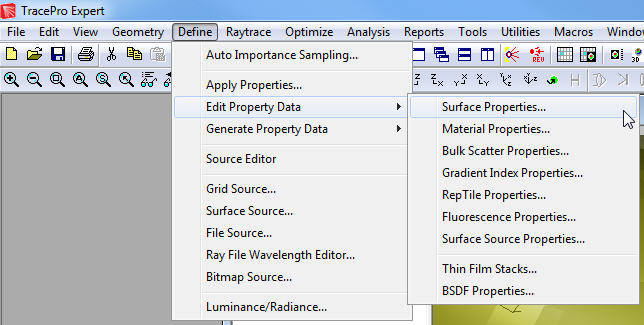 TracePro Expert
File Edit View Geometry Define Raytrace Optimize Analysis Reports Tools Utilities Macros
Auto Importance Sampling...
Apply Properties...
Edit Property Data
Generate Property Data
Source Editor
Grid Source...
Surface Source...
File Source...
Ray File Wavelength Editor...
Bitmap Source...
Luminance/Radiance...
REV 3D
Surface Properties...
Material Properties...
Bulk Scatter Properties...
Gradient Index Properties...
RepTile Properties...
Fluorescence Properties...
Surface Source Properties...
Thin Film Stacks...
BSDF Properties...